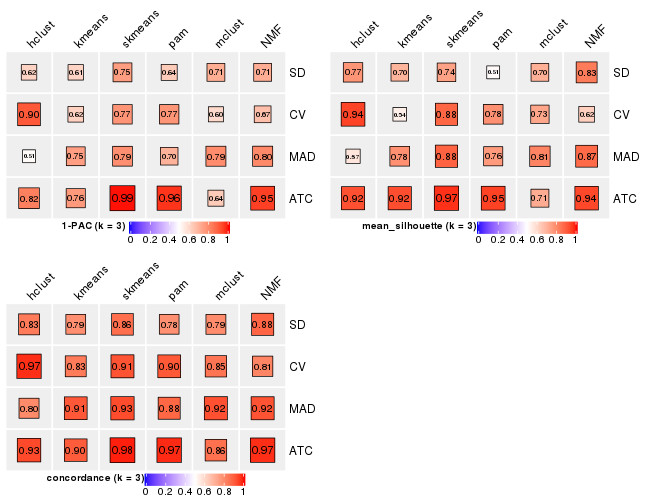 hclust kmeans skmeans pam mclust NMF
0.62 0.61 0.75 0.64 0.71 0.71 SD
0.90 0.62 0.77 0.77 0.60 0.67 CV
0.51 0.75 0.79 0.70 0.79 0.80 MAD
0.82 0.76 0.99 0.96 0.64 0.95 ATC
1-PAC (k = 3)
0 0.2 0.4 0.6 0.8 1
hclust kmeans skmeans pam mclust NMF
0.77 0.70 0.74 0.51 0.70 0.83 SD
0.94 0.54 0.88 0.78 0.73 0.62 CV
0.57 0.78 0.88 0.76 0.81 0.87 MAD
0.92 0.92 0.97 0.95 0.71 0.94 ATC
mean_silhouette (k = 3)
0 0.2 0.4 0.6 0.8 1
hclust kmeans skmeans pam mclust NMF
0.83 0.79 0.86 0.78 0.79 0.88 SD
0.97 0.83 0.91 0.90 0.85 0.81 CV
0.80 0.91 0.93 0.88 0.92 0.92 MAD
0.93 0.90 0.98 0.97 0.86 0.97 ATC
concordance (k = 3)
0 0.2 0.4 0.6 0.8 1